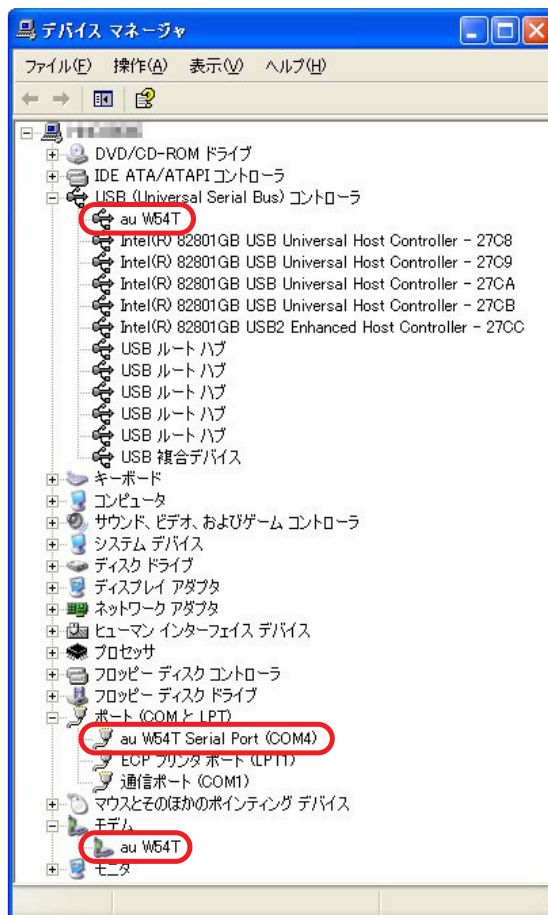 デバイス マネージャ
ファイル(F) 操作(A) 表示(V) ヘルプ(H)
DVD/CD-ROM ドライブ
IDE ATA/ATAPI コントローラ
USB (Universal Serial Bus) コントローラ
au W54T
Intel(R) 82801GB USB Universal Host Controller - 27C8
Intel(R) 82801GB USB Universal Host Controller - 27C9
Intel(R) 82801GB USB Universal Host Controller - 27CA
Intel(R) 82801GB USB Universal Host Controller - 27CB
Intel(R) 82801GB USB2 Enhanced Host Controller - 27CC
USB ルート ハブ
USB ルート ハブ
USB ルート ハブ
USB ルート ハブ
USB ルート ハブ
USB 複合デバイス
キーボード
コンピュータ
サウンド、ビデオ、およびゲーム コントローラ
システム デバイス
ディスク ドライブ
ディスプレイ アダプタ
ネットワーク アダプタ
ヒューマン インターフェイス デバイス
プロセッサ
フロッピー ディスク コントローラ
フロッピー ディスク ドライブ
ポート (COM と LPT)
au W54T Serial Port (COM4)
ECP プリンタ ポート (LPT1)
通信ポート (COM1)
マウスとそのほかのポインティング デバイス
モデム
au W54T
モニタ